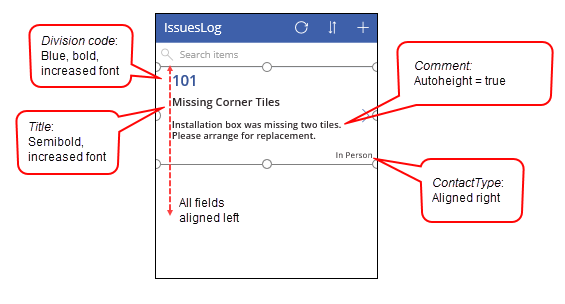 IssuesLog
Search items
101
Missing Corner Tiles
Installation box was missing two tiles.
Please arrange for replacement.
In Person
All fields
aligned left
Division code:
Blue, bold,
increased font
Title:
Semibold,
increased font
Comment:
Autoheight = true
ContactType:
Aligned right